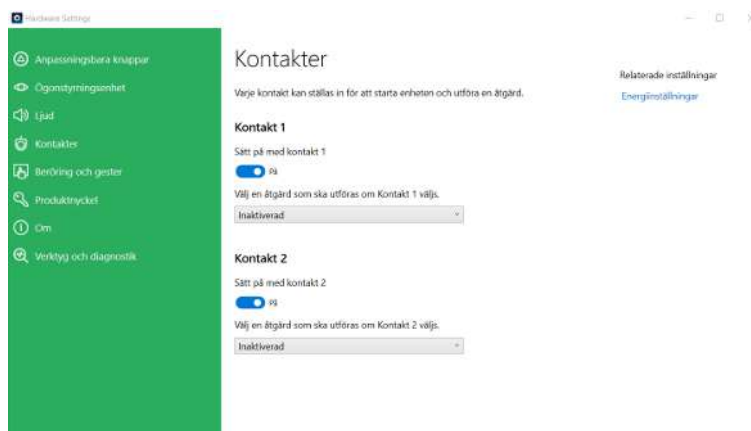 Hardware Settings
Anpassningsbara knappar
Ögonstyrningsenhet
Ljud
Kontakter
Beröring och gester
Produktnyckel
Om
Verktyg och diagnostik
Kontakter
Varje kontakt kan ställas in för att starta enheten och utföra en åtgärd.
Kontakt 1
Sätt på med kontakt 1
På
Välj en åtgärd som ska utföras om Kontakt 1 väljs.
Inaktiverad
Kontakt 2
Sätt på med kontakt 2
På
Välj en åtgärd som ska utföras om Kontakt 2 väljs.
Inaktiverad
Relaterade inställningar
Energiinställningar